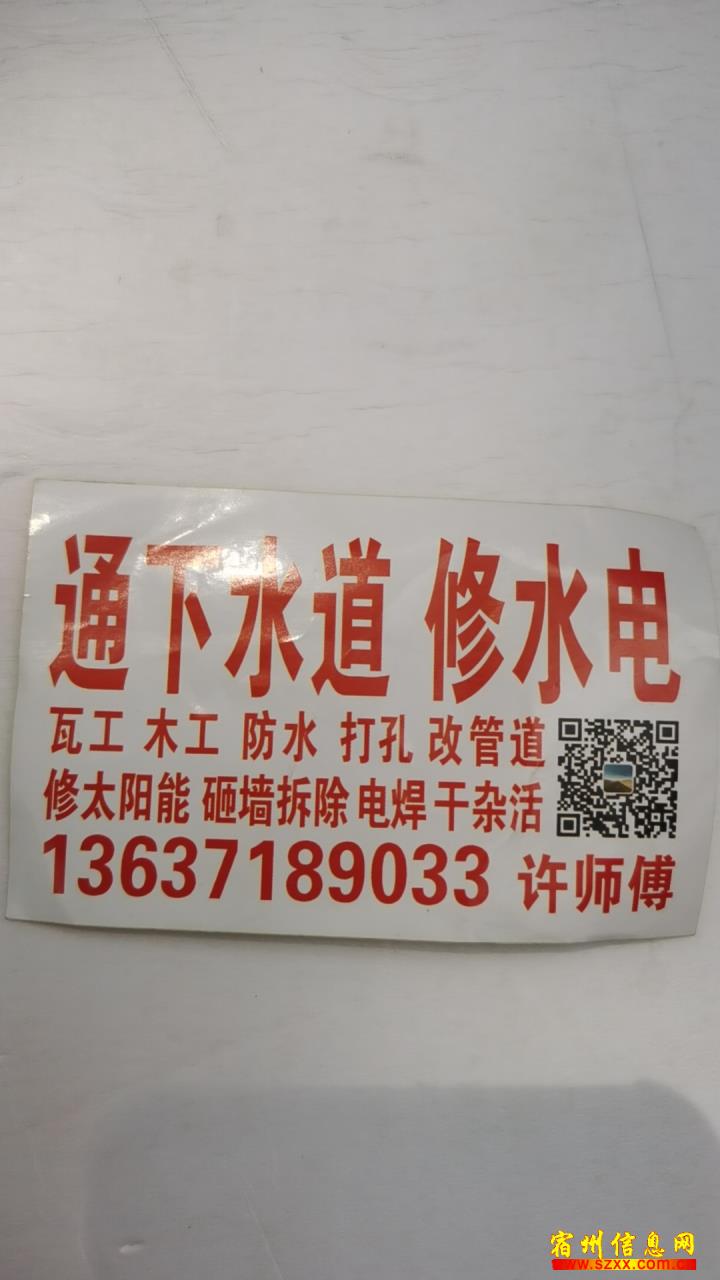 通下水道 修水电
瓦工 木工 防水 打孔 改管道
修太阳能 砸墙拆除 电焊 干杂活
13637189033 许师傅
宿州信息网
www.szxx.com.cn